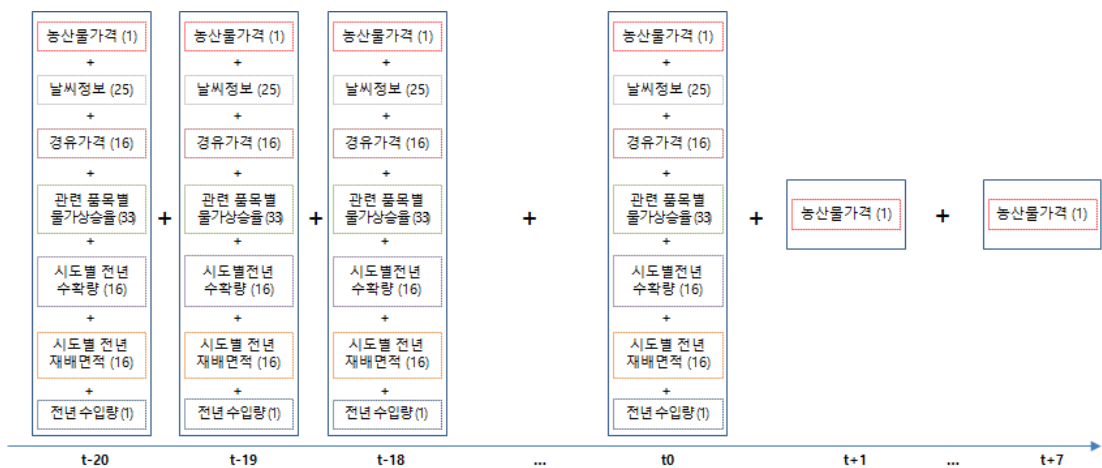 농산물가격 (1)
+
날씨정보 (25)
+
경유가격 (16)
+
관련 품목별
물가상승율(33)
+
시도별 전년
수확량 (16)
+
시도별 전년
재배면적 (16)
+
전년 수입량(1)
+
농산물가격 (1)
+
날씨정보 (25)
+
경유가격 (16)
+
관련 품목별
물가상승율(33)
+
시도별전년
수확량 (16)
+
시도별 전년
재배면적 (16)
+
전년 수입량(1)
+
농산물가격 (1)
+
날씨정보 (25)
+
경유가격 (16)
+
관련 품목별
물가상승율(33)
+
시도별전년
수확량 (16)
+
시도별 전년
재배면적 (16)
+
전년 수입량(1)
+
농산물가격 (1)
+
날씨정보 (25)
+
경유가격 (16)
+
관련 품목별
물가상승율(33)
+
시도별전년
수확량 (16)
+
시도별 전년
재배면적 (16)
+
전년 수입량(1)
+
농산물가격 (1)
+
농산물가격 (1)
t-20 t-19 t-18 ... t0 t+1 ... t+7